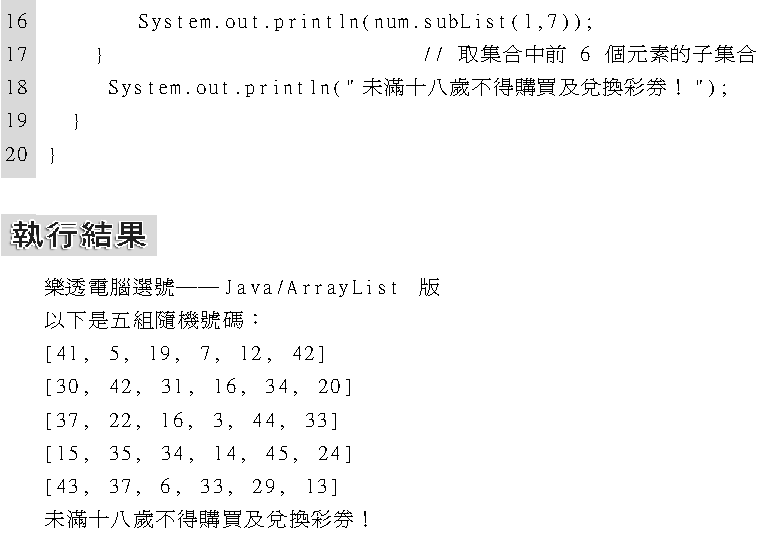 16 System.out.println(num.subList(1,7));
17 } // 取集合中前 6 個元素的子集合
18 System.out.println("未滿十八歲不得購買及兌換彩券！");
19 }
20 }
執行結果
樂透電腦選號——Java/ArrayList 版
以下是五組隨機號碼：
[41, 5, 19, 7, 12, 42]
[30, 42, 31, 16, 34, 20]
[37, 22, 16, 3, 44, 33]
[15, 35, 34, 14, 45, 24]
[43, 37, 6, 33, 29, 13]
未滿十八歲不得購買及兌換彩券！